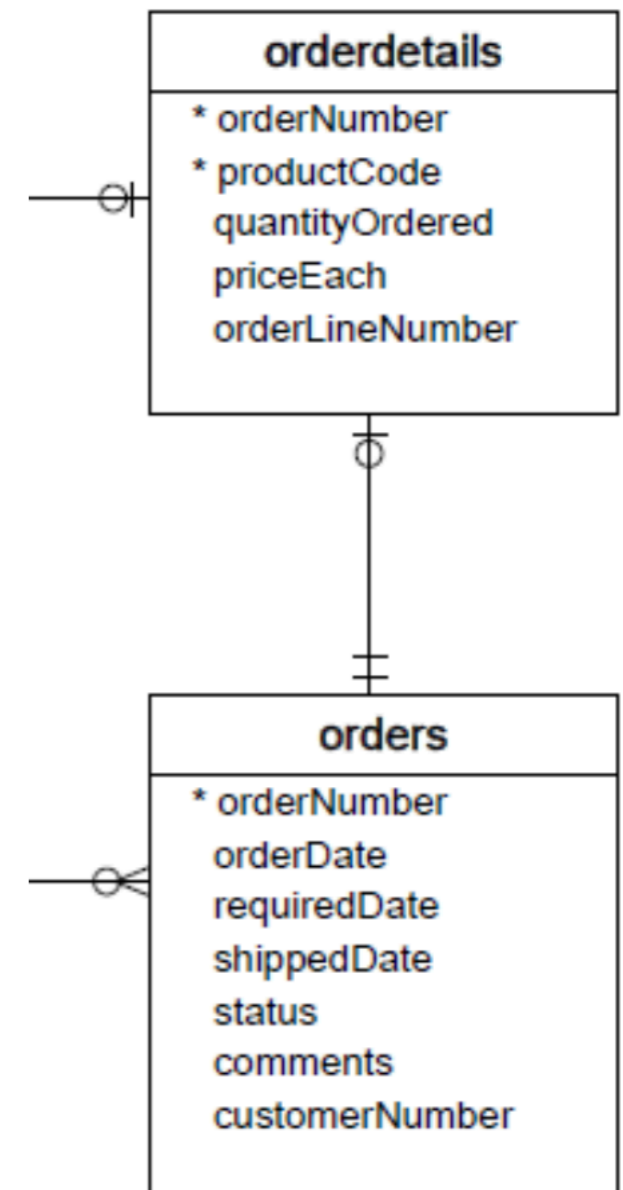 orderdetails
* orderNumber
* productCode
quantityOrdered
priceEach
orderLineNumber
orders
* orderNumber
orderDate
requiredDate
shippedDate
status
comments
customerNumber